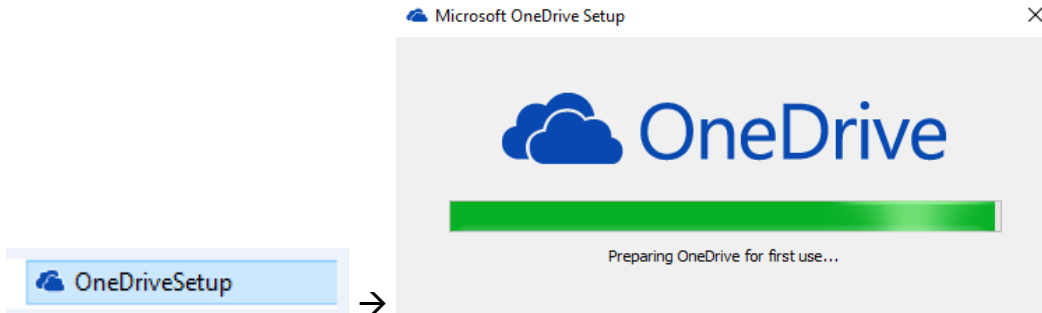 Microsoft OneDrive Setup
OneDrive
Preparing OneDrive for first use...
OneDriveSetup →